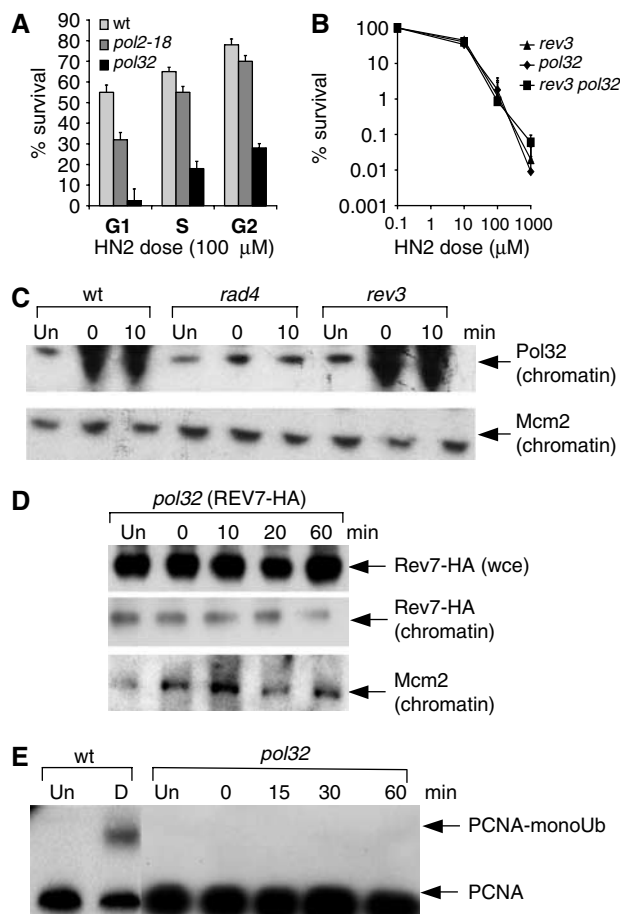 A
wt
pol2-18
pol32
% survival
90
80
70
60
50
40
30
20
10
0
G1 S G2
HN2 dose (100 μM)
B
rev3
pol32
rev3 pol32
% survival
100
10
1
0.1
0.01
0.001
0.1 1 10 100 1000
HN2 dose (μM)
C
wt rad4 rev3
Un 0 10 Un 0 10 Un 0 10 min
Pol32
(chromatin)
Mcm2
(chromatin)
D
pol32 (REV7-HA)
Un 0 10 20 60 min
Rev7-HA (wce)
Rev7-HA
(chromatin)
Mcm2
(chromatin)
E
wt pol32
Un D Un 0 15 30 60 min
PCNA-monoUb
PCNA